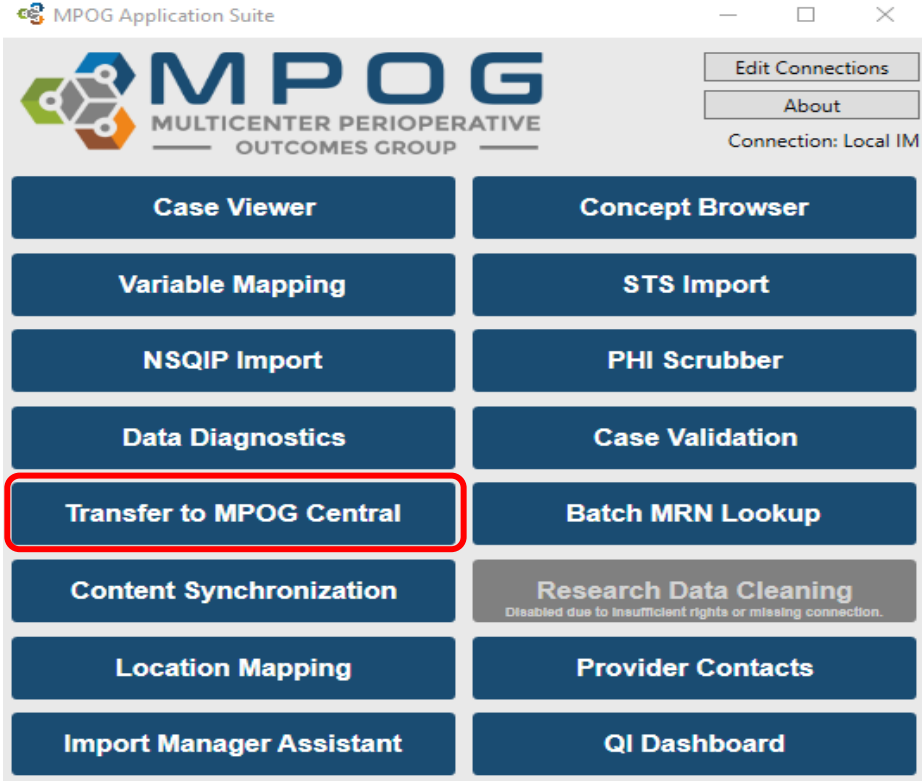 MPOG Application Suite
MPOG
MULTICENTER PERIOPERATIVE
OUTCOMES GROUP
Edit Connections
About
Connection: Local IM
Case Viewer
Concept Browser
Variable Mapping
STS Import
NSQIP Import
PHI Scrubber
Data Diagnostics
Case Validation
Transfer to MPOG Central
Batch MRN Lookup
Content Synchronization
Research Data Cleaning
Disabled due to insufficient rights or missing connection.
Location Mapping
Provider Contacts
Import Manager Assistant
QI Dashboard